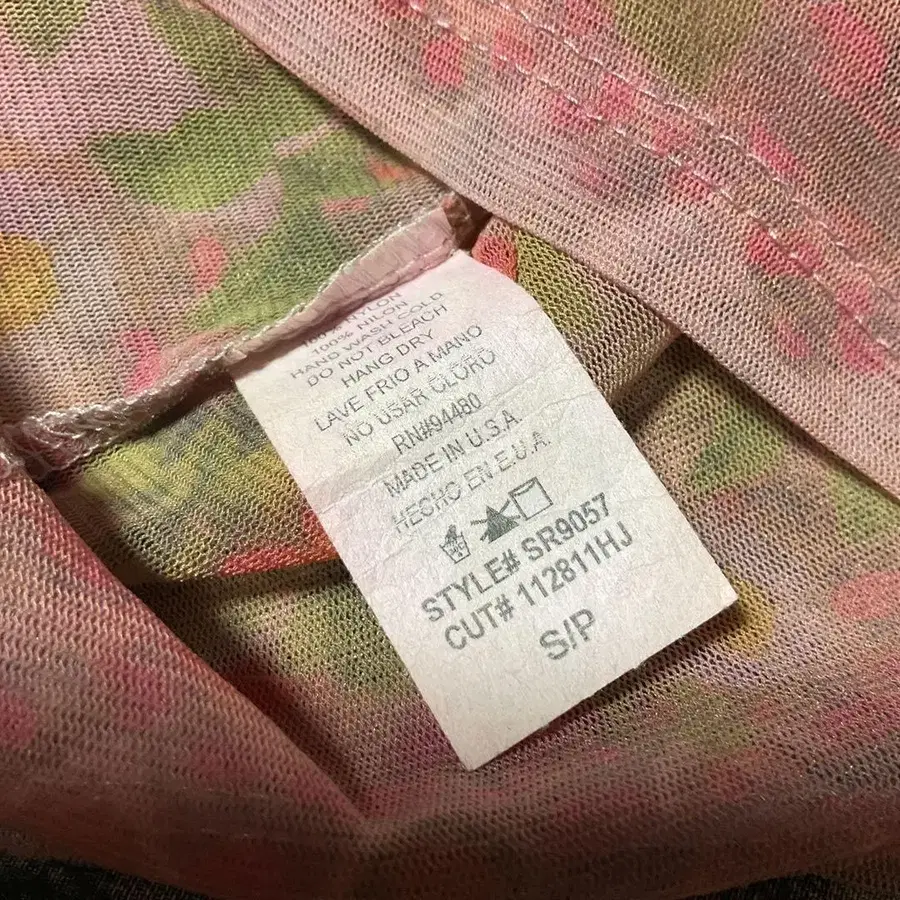 100% NYLON
100% NILON
HAND WASH COLD
DO NOT BLEACH
HANG DRY
LAVE FRIO A MANO
NO USAR CLORO
RN#94480
MADE IN U.S.A.
HECHO EN E.U.A.
STYLE# SR9057
CUT# 112811HJ
S/P